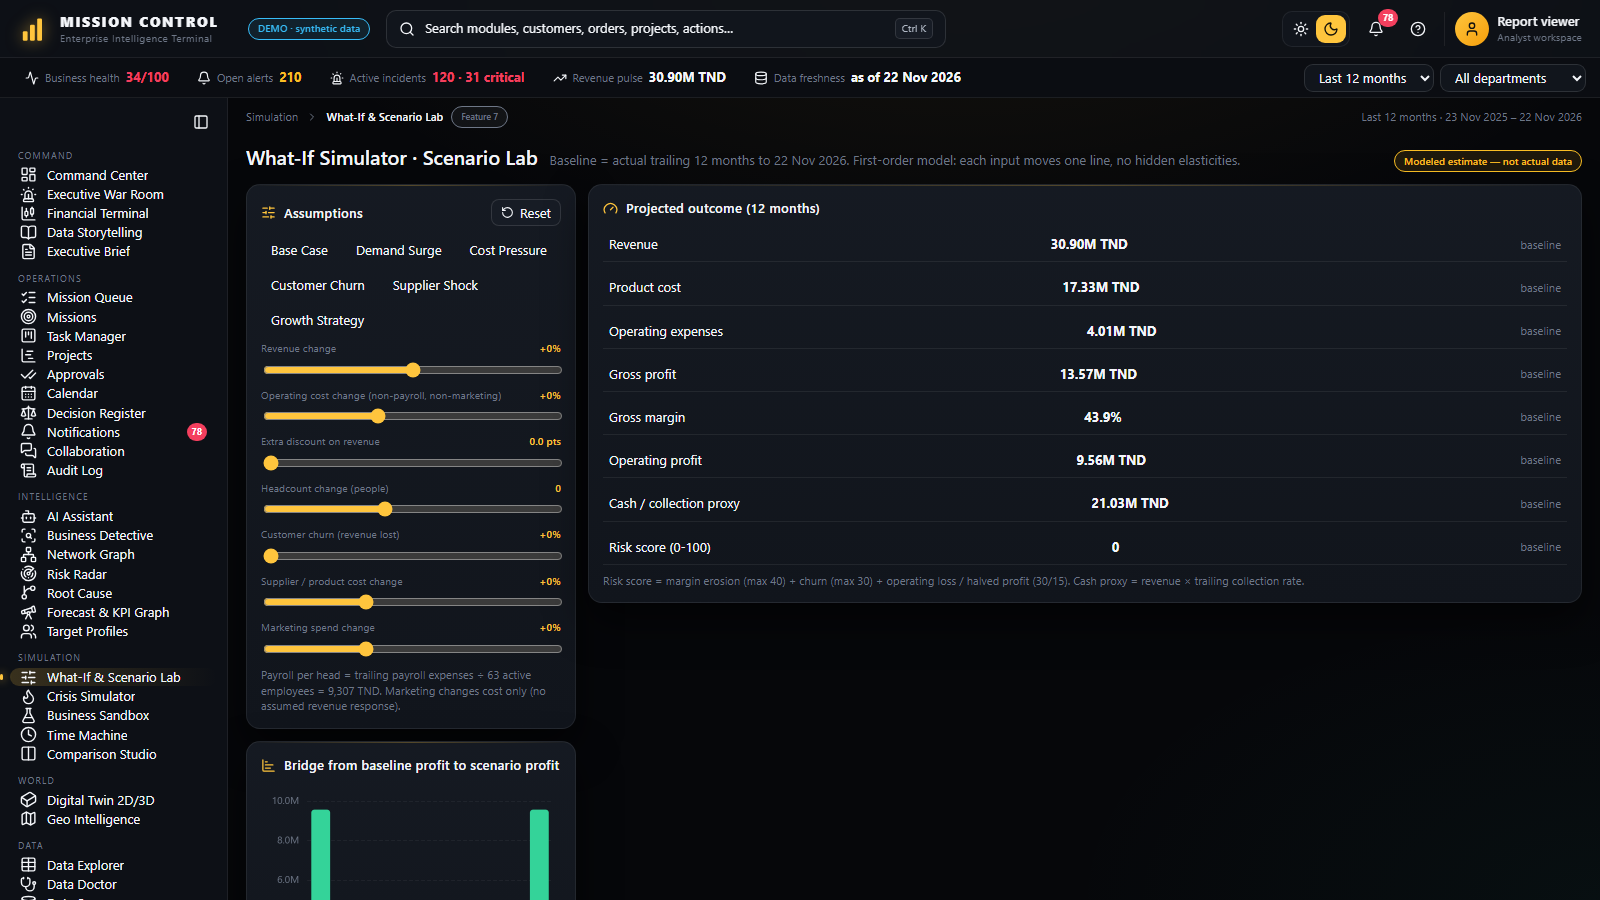 MISSION CONTROL
Enterprise Intelligence Terminal
DEMO · synthetic data
Search modules, customers, orders, projects, actions...
Ctrl K
78
Report viewer
Analyst workspace
Business health 34/100
Open alerts 210
Active incidents 120 · 31 critical
Revenue pulse 30.90M TND
Data freshness as of 22 Nov 2026
Last 12 months
All departments
COMMAND
Command Center
Executive War Room
Financial Terminal
Data Storytelling
Executive Brief
OPERATIONS
Mission Queue
Missions
Task Manager
Projects
Approvals
Calendar
Decision Register
Notifications 78
Collaboration
Audit Log
INTELLIGENCE
AI Assistant
Business Detective
Network Graph
Risk Radar
Root Cause
Forecast & KPI Graph
Target Profiles
SIMULATION
What-If & Scenario Lab
Crisis Simulator
Business Sandbox
Time Machine
Comparison Studio
WORLD
Digital Twin 2D/3D
Geo Intelligence
DATA
Data Explorer
Data Doctor
Simulation > What-If & Scenario Lab Feature 7
Last 12 months · 23 Nov 2025 – 22 Nov 2026
What-If Simulator · Scenario Lab
Baseline = actual trailing 12 months to 22 Nov 2026. First-order model: each input moves one line, no hidden elasticities.
Modeled estimate — not actual data
Assumptions
Reset
Base Case Demand Surge Cost Pressure
Customer Churn Supplier Shock
Growth Strategy
Revenue change +0%
Operating cost change (non-payroll, non-marketing) +0%
Extra discount on revenue 0.0 pts
Headcount change (people) 0
Customer churn (revenue lost) +0%
Supplier / product cost change +0%
Marketing spend change +0%
Payroll per head = trailing payroll expenses ÷ 63 active
employees = 9,307 TND. Marketing changes cost only (no
assumed revenue response).
Bridge from baseline profit to scenario profit
10.0M
8.0M
6.0M
Projected outcome (12 months)
Revenue 30.90M TND baseline
Product cost 17.33M TND baseline
Operating expenses 4.01M TND baseline
Gross profit 13.57M TND baseline
Gross margin 43.9% baseline
Operating profit 9.56M TND baseline
Cash / collection proxy 21.03M TND baseline
Risk score (0-100) 0 baseline
Risk score = margin erosion (max 40) + churn (max 30) + operating loss / halved profit (30/15). Cash proxy = revenue × trailing collection rate.